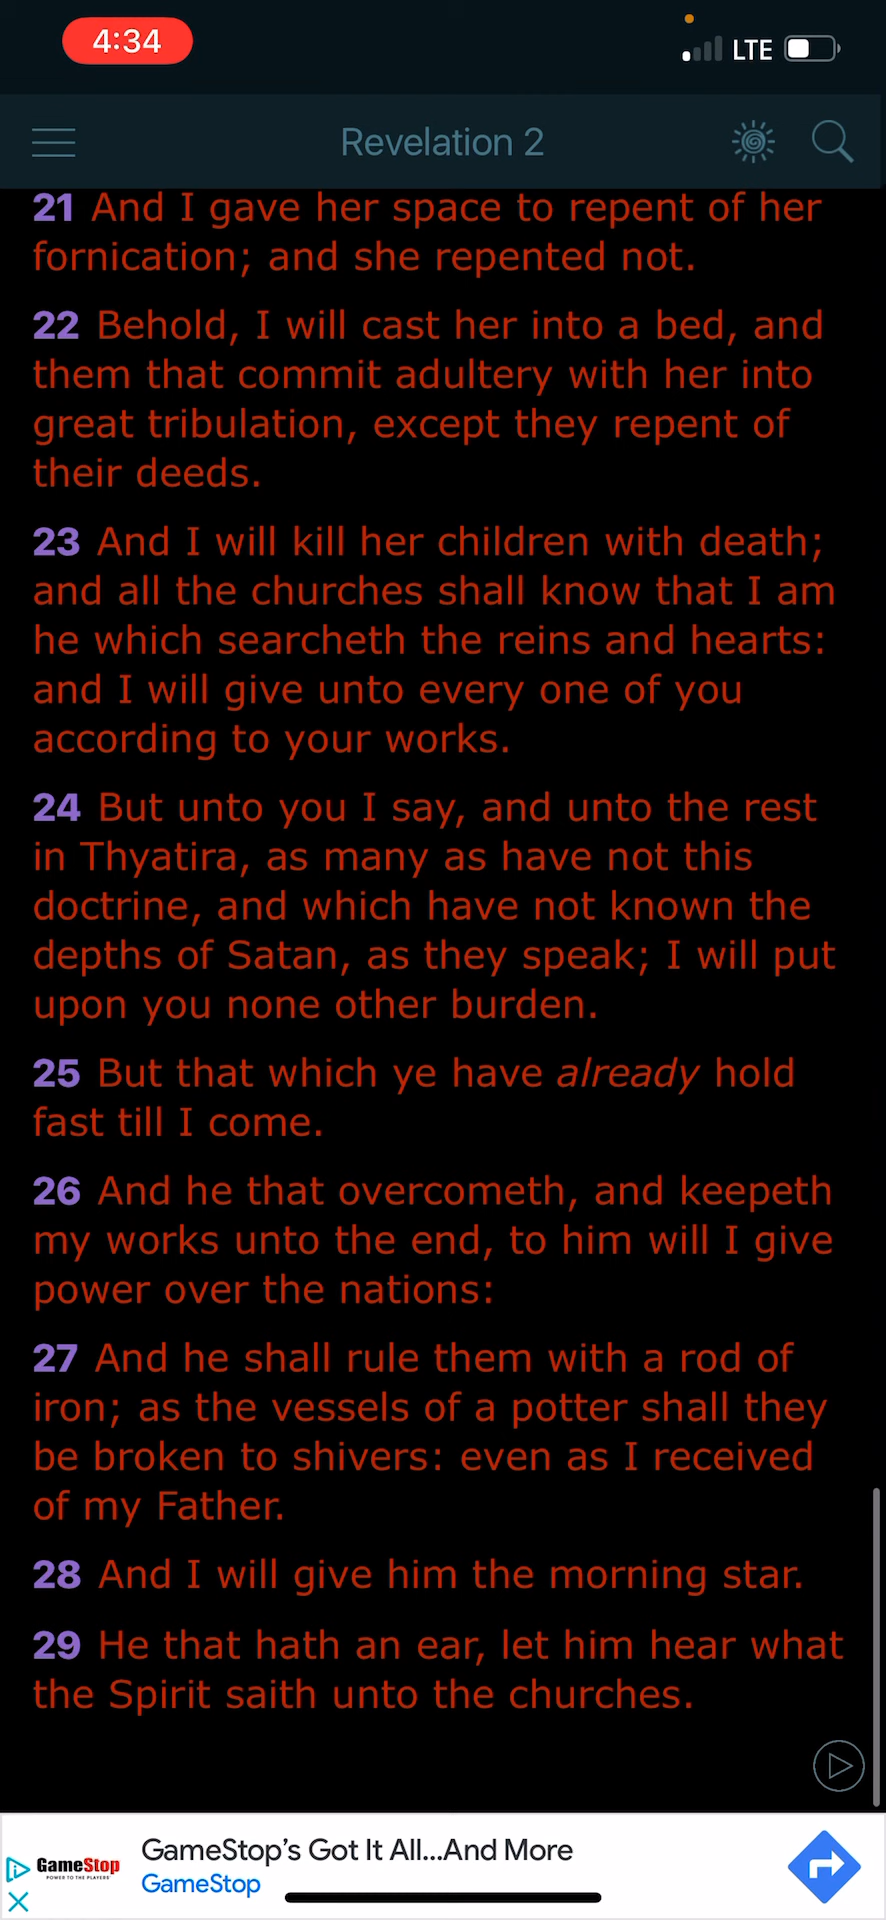 4:34
LTE
Revelation 2
21 And I gave her space to repent of her
fornication; and she repented not.
22 Behold, I will cast her into a bed, and
them that commit adultery with her into
great tribulation, except they repent of
their deeds.
23 And I will kill her children with death;
and all the churches shall know that I am
he which searcheth the reins and hearts:
and I will give unto every one of you
according to your works.
24 But unto you I say, and unto the rest
in Thyatira, as many as have not this
doctrine, and which have not known the
depths of Satan, as they speak; I will put
upon you none other burden.
25 But that which ye have already hold
fast till I come.
26 And he that overcometh, and keepeth
my works unto the end, to him will I give
power over the nations:
27 And he shall rule them with a rod of
iron; as the vessels of a potter shall they
be broken to shivers: even as I received
of my Father.
28 And I will give him the morning star.
29 He that hath an ear, let him hear what
the Spirit saith unto the churches.
GameStop
POWER TO THE PLAYERS
GameStop’s Got It All...And More
GameStop